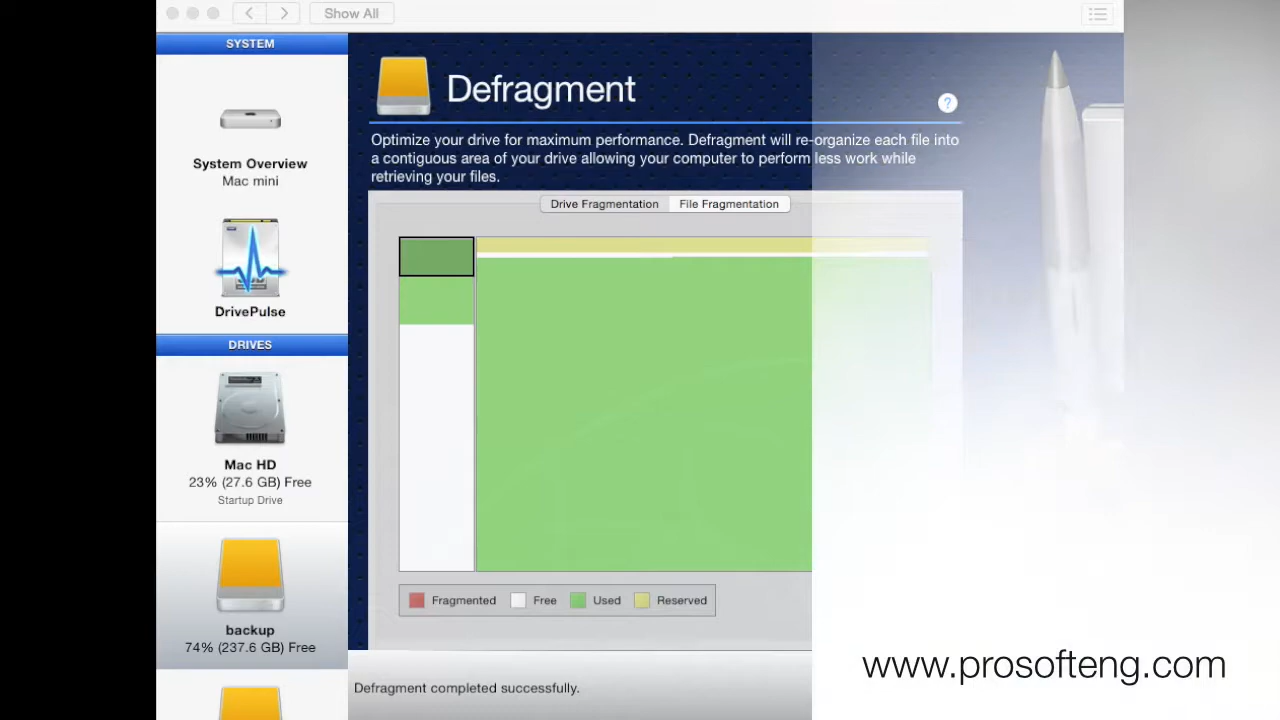 Show All
SYSTEM
System Overview
Mac mini
DrivePulse
DRIVES
Mac HD
23% (27.6 GB) Free
Startup Drive
backup
74% (237.6 GB) Free
Defragment
?
Optimize your drive for maximum performance. Defragment will re-organize each file into
a contiguous area of your drive allowing your computer to perform less work while
retrieving your files.
Drive Fragmentation
File Fragmentation
Fragmented
Free
Used
Reserved
Defragment completed successfully.
www.prosofteng.com